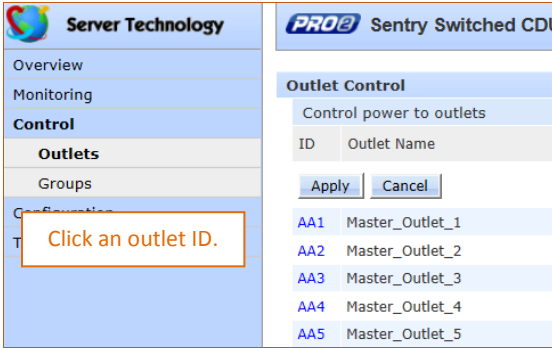 Server Technology
Overview
Monitoring
Control
Outlets
Groups
Configuration
Click an outlet ID.
PRO2 Sentry Switched CDU
Outlet Control
Control power to outlets
ID Outlet Name
Apply Cancel
AA1 Master_Outlet_1
AA2 Master_Outlet_2
AA3 Master_Outlet_3
AA4 Master_Outlet_4
AA5 Master_Outlet_5